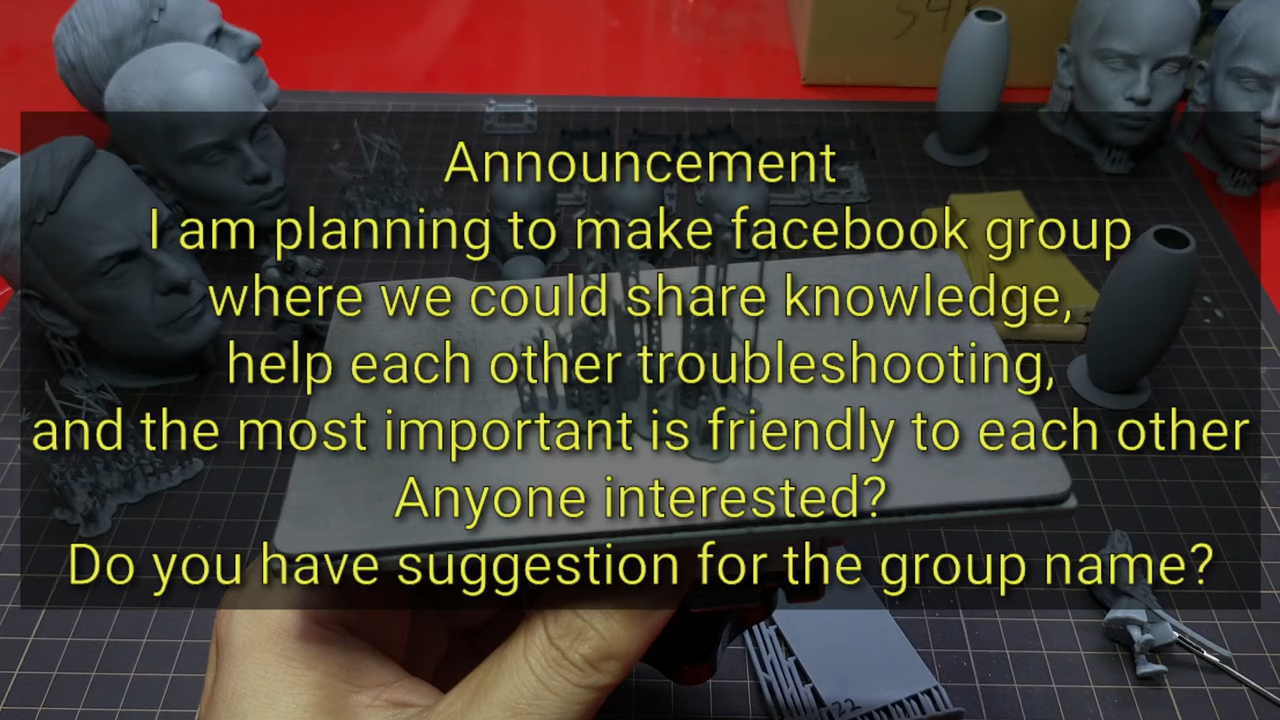 Announcement
I am planning to make facebook group
where we could share knowledge,
help each other troubleshooting,
and the most important is friendly to each other
Anyone interested?
Do you have suggestion for the group name?
22